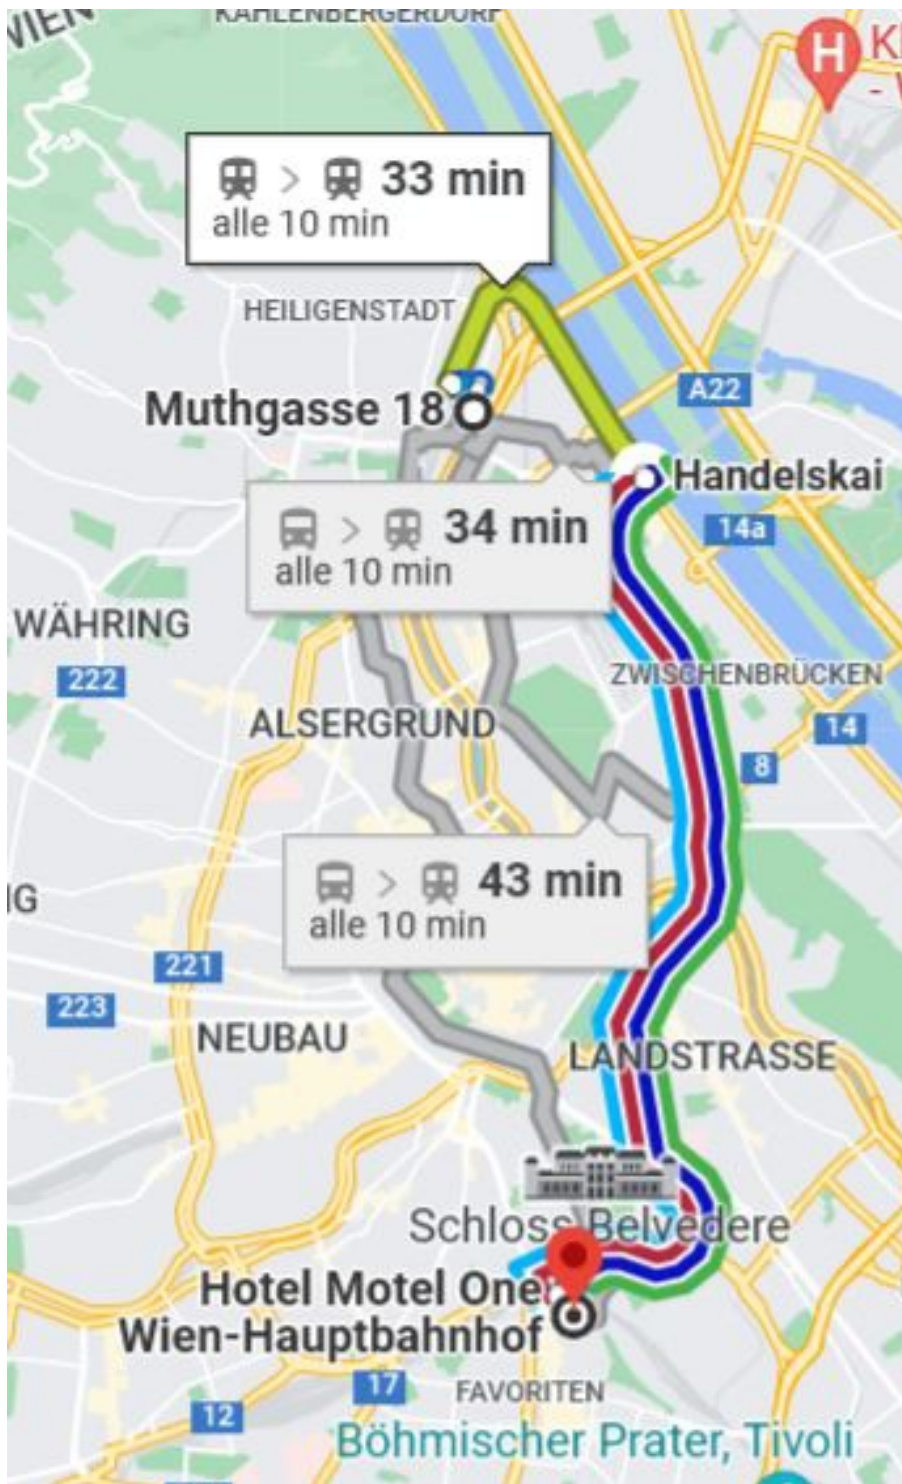 WIEN
KAHLENBERGERDORF
H
33 min
alle 10 min
HEILIGENSTADT
A22
Muthgasse 18
Handelskai
34 min
alle 10 min
14a
WÄHRING
222
ZWISCHENBRÜCKEN
ALSERGRUND
14
8
43 min
alle 10 min
221
223
NEUBAU
LANDSTRASSE
Schloss Belvedere
Hotel Motel One
Wien-Hauptbahnhof
17
FAVORITEN
12
Böhmischer Prater, Tivoli